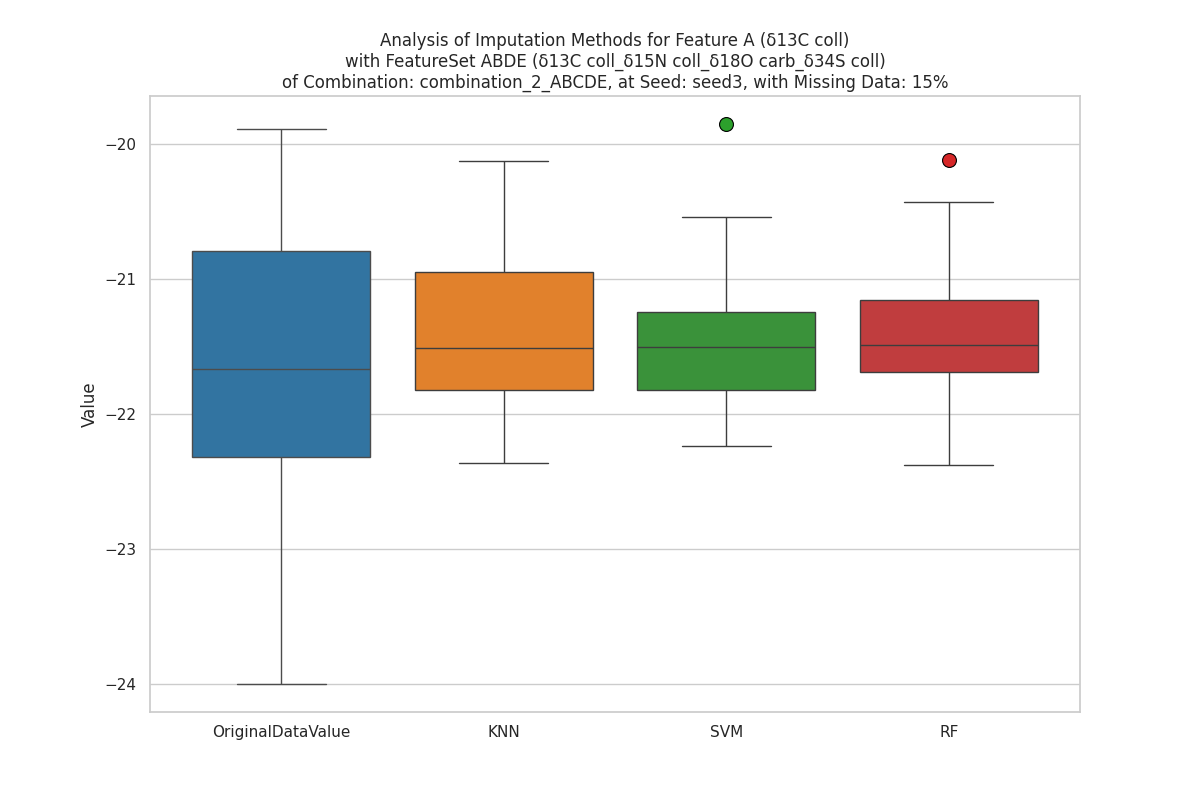 Analysis of Imputation Methods for Feature A (δ13C coll)
with FeatureSet ABDE (δ13C coll_δ15N coll_δ18O carb_δ34S coll)
of Combination: combination_2_ABCDE, at Seed: seed3, with Missing Data: 15%
Value
−20
−21
−22
−23
−24
OriginalDataValue
KNN
SVM
RF